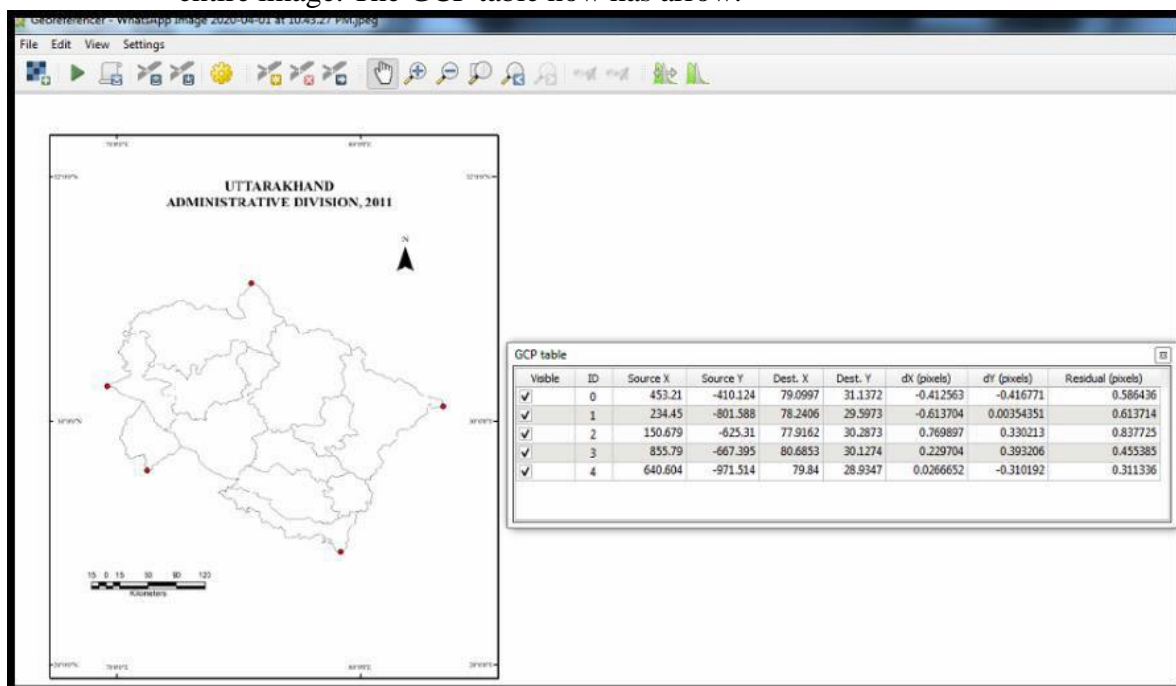 entire image. The GCP table now has arrow.
Georeferencer - WhatsApp Image 2020-04-01 at 10.43.27 PM.jpeg
File Edit View Settings
UTTARAKHAND
ADMINISTRATIVE DIVISION, 2011
N
GCP table
Visible ID Source X Source Y Dest. X Dest. Y dX (pixels) dY (pixels) Residual (pixels)
0 453.21 -410.124 79.0997 31.1372 -0.412563 -0.416771 0.586436
1 234.45 -801.588 78.2406 29.5973 -0.613704 0.00354351 0.613714
2 150.679 -625.31 77.9162 30.2873 0.769897 0.330213 0.837725
3 855.79 -667.395 80.6853 30.1274 0.229704 0.393206 0.455385
4 640.604 -971.514 79.84 28.9347 0.0266652 -0.310192 0.311336
15 0 15 90 120
Kilometers